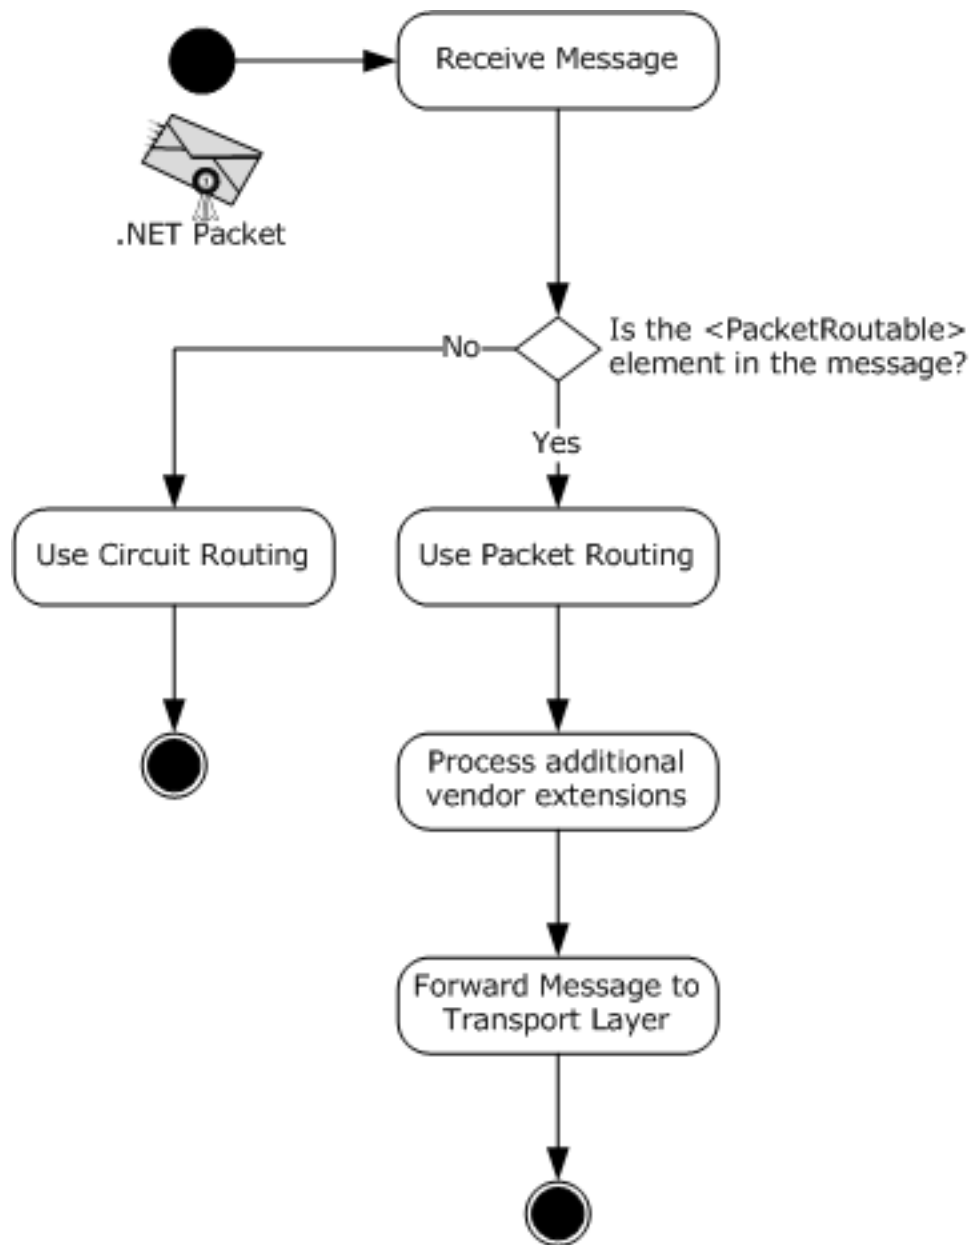 Receive Message
.NET Packet
Is the <PacketRoutable>
element in the message?
No
Yes
Use Circuit Routing
Use Packet Routing
Process additional
vendor extensions
Forward Message to
Transport Layer